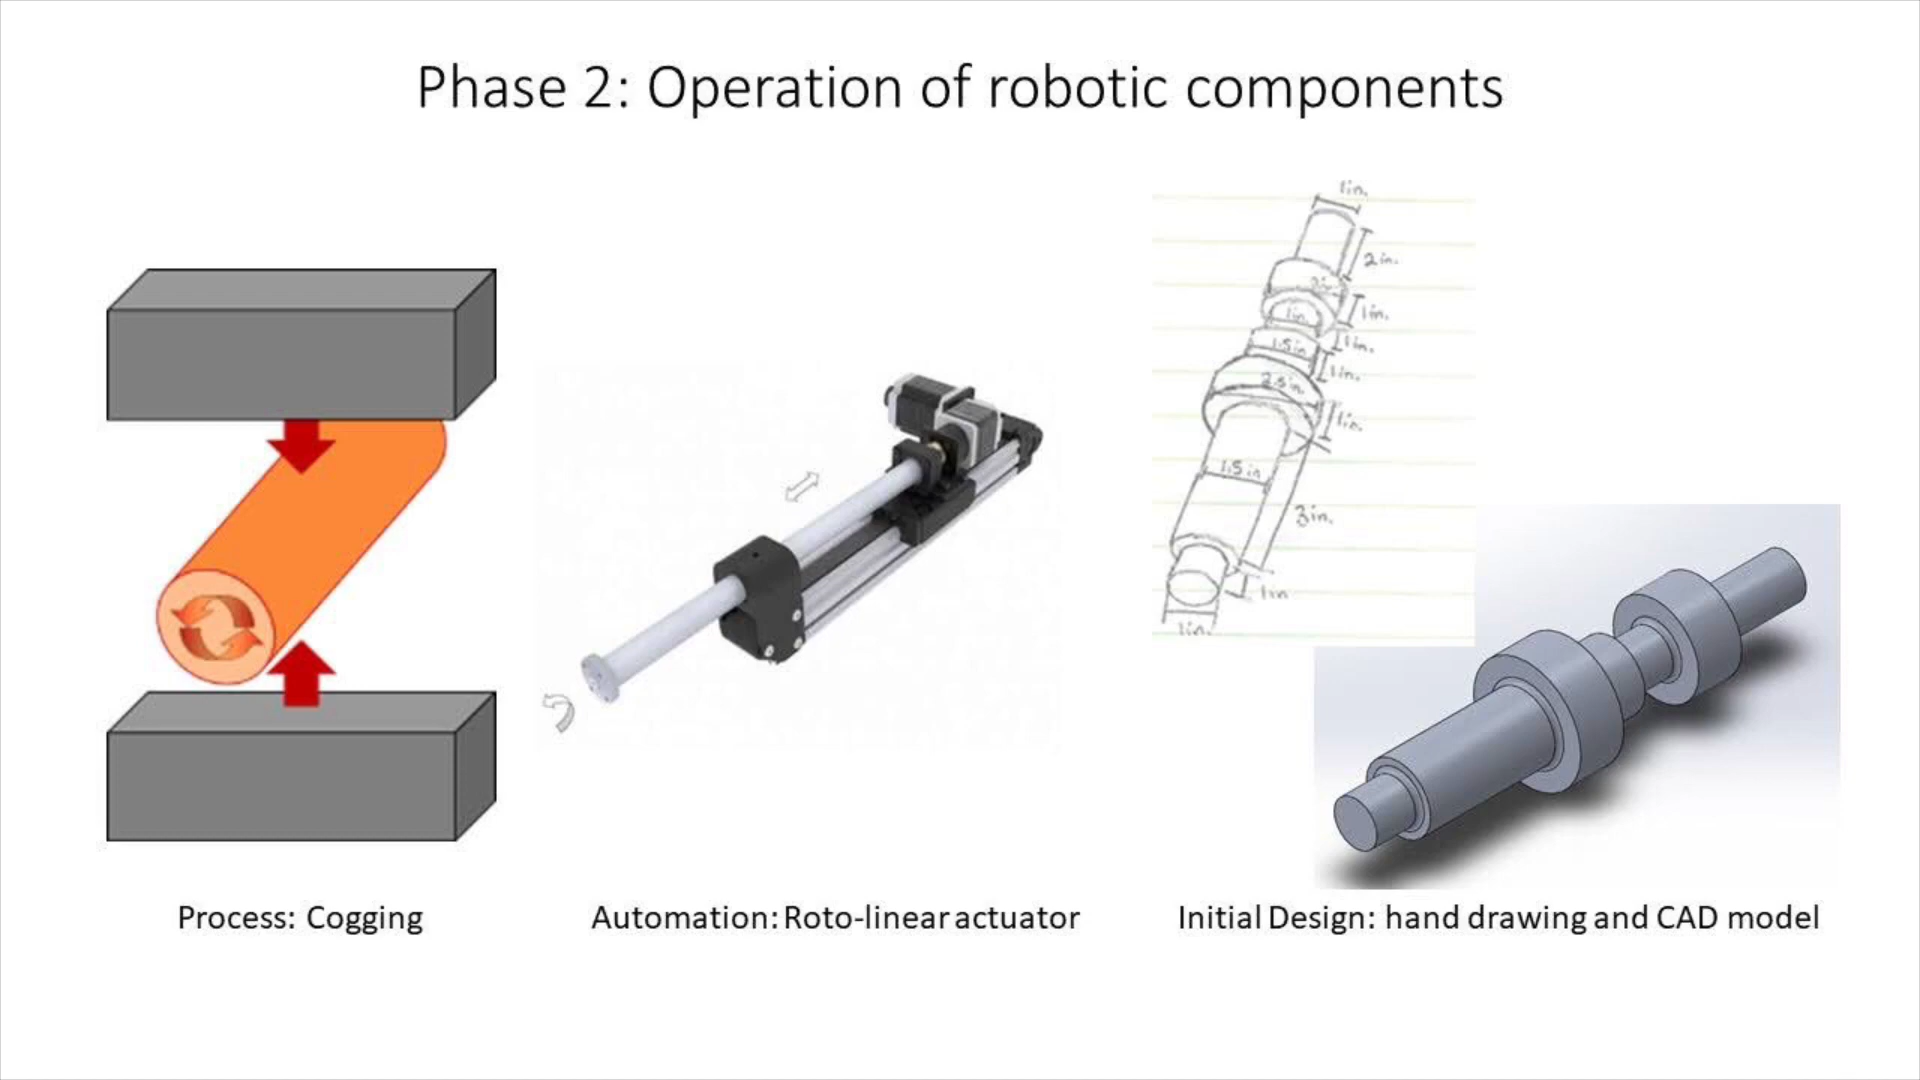 Phase 2: Operation of robotic components
1in.
2in.
1in.
1in.
1in.
1.5in
1in.
2.5in.
1in.
1.5in
3in.
1in
1in.
Process: Cogging
Automation: Roto-linear actuator
Initial Design: hand drawing and CAD model